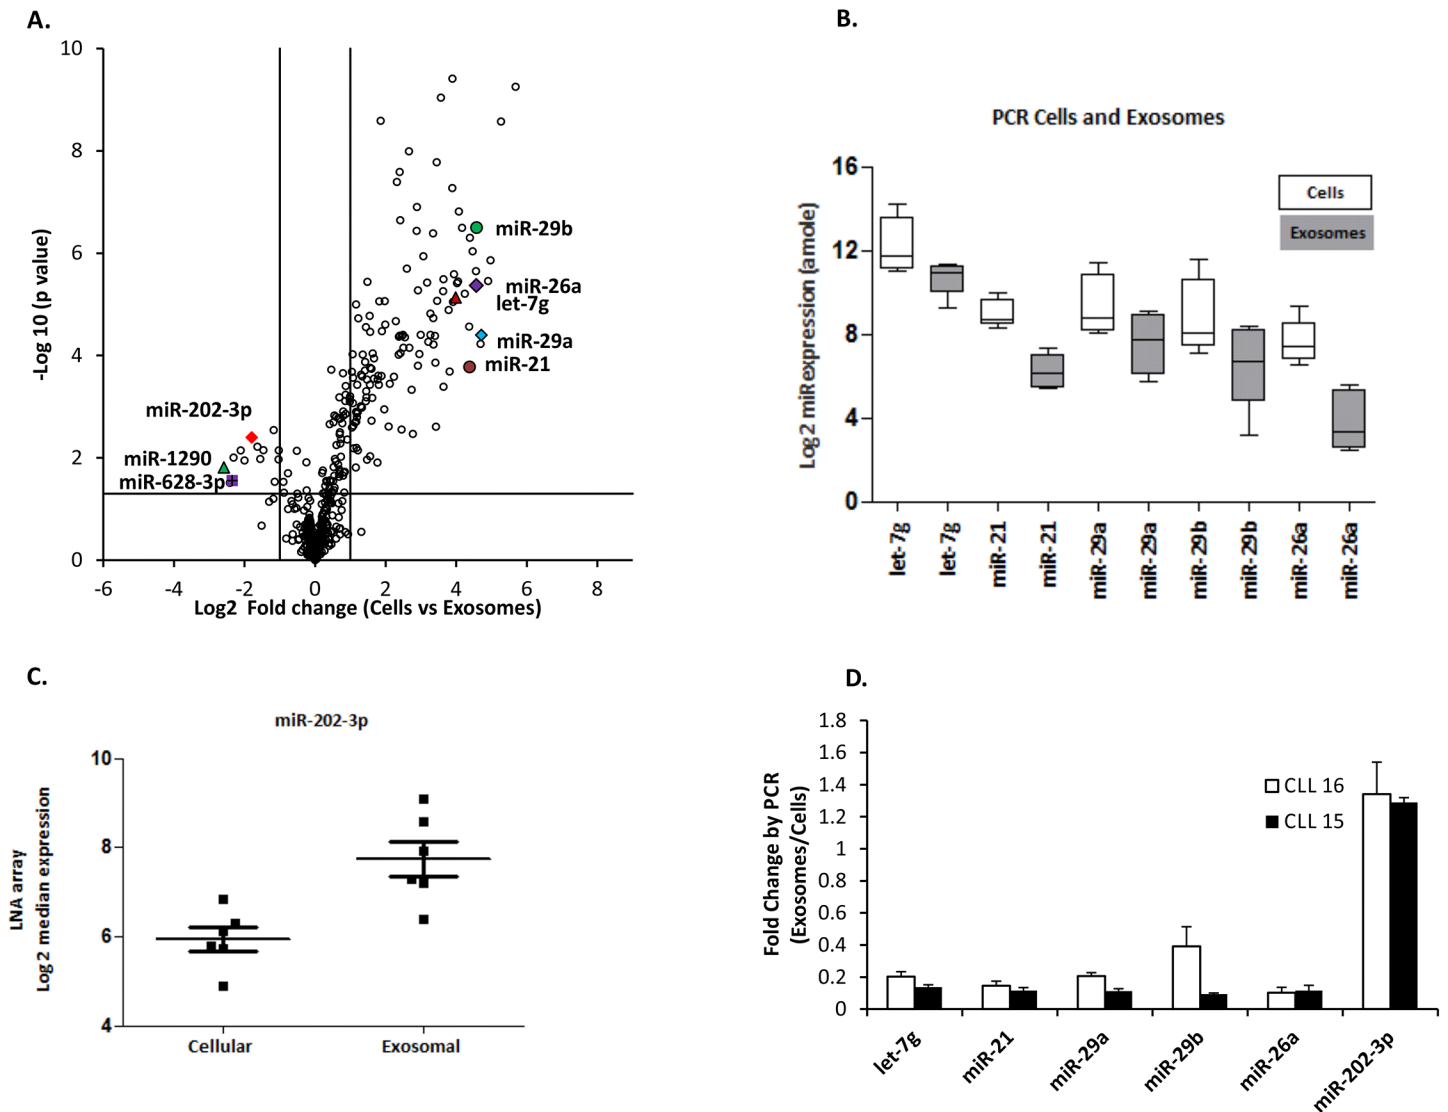 A.
10
8
6
4
2
0
-Log 10 (p value)
miR-29b
miR-26a
let-7g
miR-29a
miR-21
miR-202-3p
miR-1290
miR-628-3p
-6
-4
-2
0
2
4
6
8
Log2 Fold change (Cells vs Exosomes)
B.
PCR Cells and Exosomes
16
12
8
4
0
Log2 miR expression (amole)
Cells
Exosomes
let-7g
let-7g
miR-21
miR-21
miR-29a
miR-29a
miR-29b
miR-29b
miR-26a
miR-26a
C.
miR-202-3p
10
8
6
4
LNA array
Log2 median expression
Cellular
Exosomal
D.
1.8
1.6
1.4
1.2
1
0.8
0.6
0.4
0.2
0
Fold Change by PCR
(Exosomes/Cells)
CLL 16
CLL 15
let-7g
miR-21
miR-29a
miR-29b
miR-26a
miR-202-3p